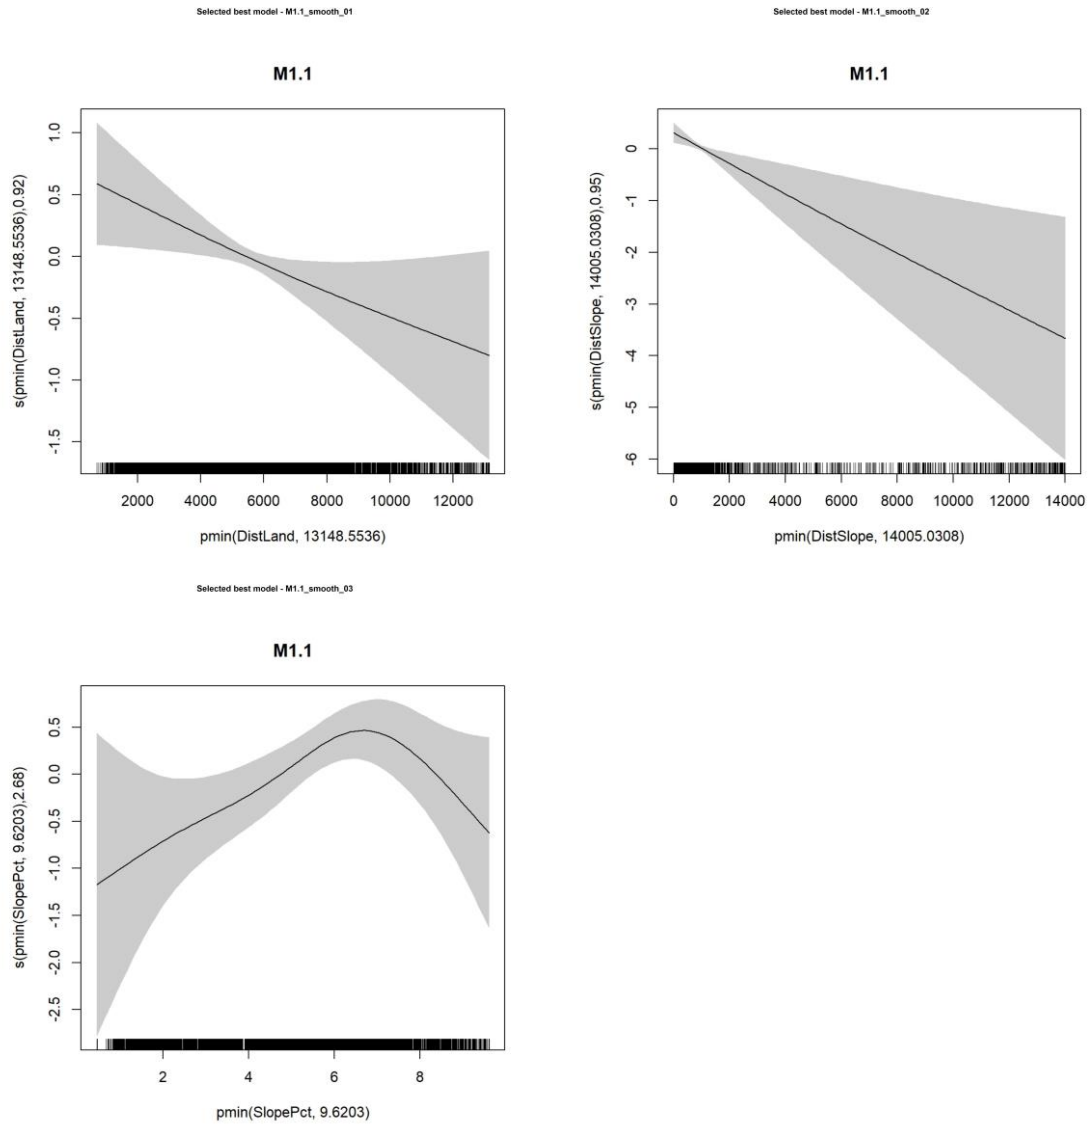 Selected best model - M1.1_smooth_01
M1.1
s(pmin(DistLand, 13148.5536),0.92)
1.0
0.5
0.0
-0.5
-1.0
-1.5
2000 4000 6000 8000 10000 12000
pmin(DistLand, 13148.5536)
Selected best model - M1.1_smooth_02
M1.1
s(pmin(DistSlope, 14005.0308),0.95)
0
-1
-2
-3
-4
-5
-6
0 2000 4000 6000 8000 10000 12000 14000
pmin(DistSlope, 14005.0308)
Selected best model - M1.1_smooth_03
M1.1
s(pmin(SlopePct, 9.6203),2.68)
0.5
0.0
-0.5
-1.0
-1.5
-2.0
-2.5
2 4 6 8
pmin(SlopePct, 9.6203)